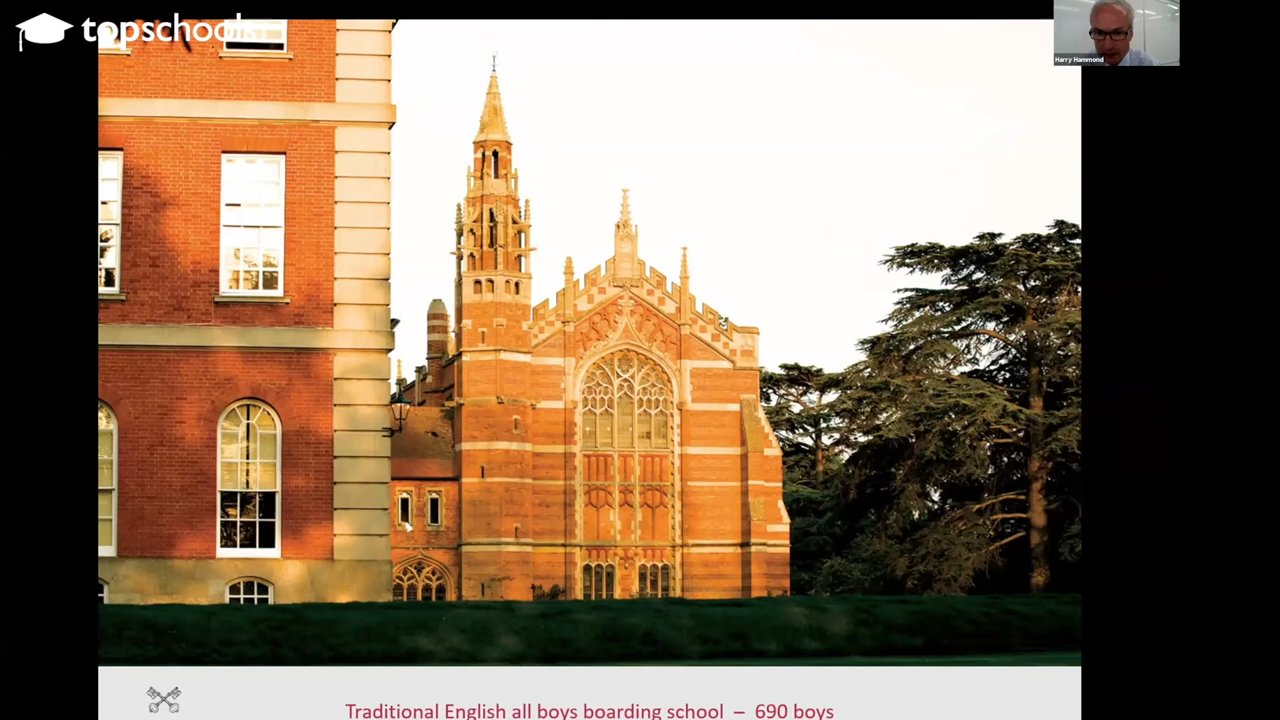 topschools
Harry Hammond
Traditional English all boys boarding school – 690 boys